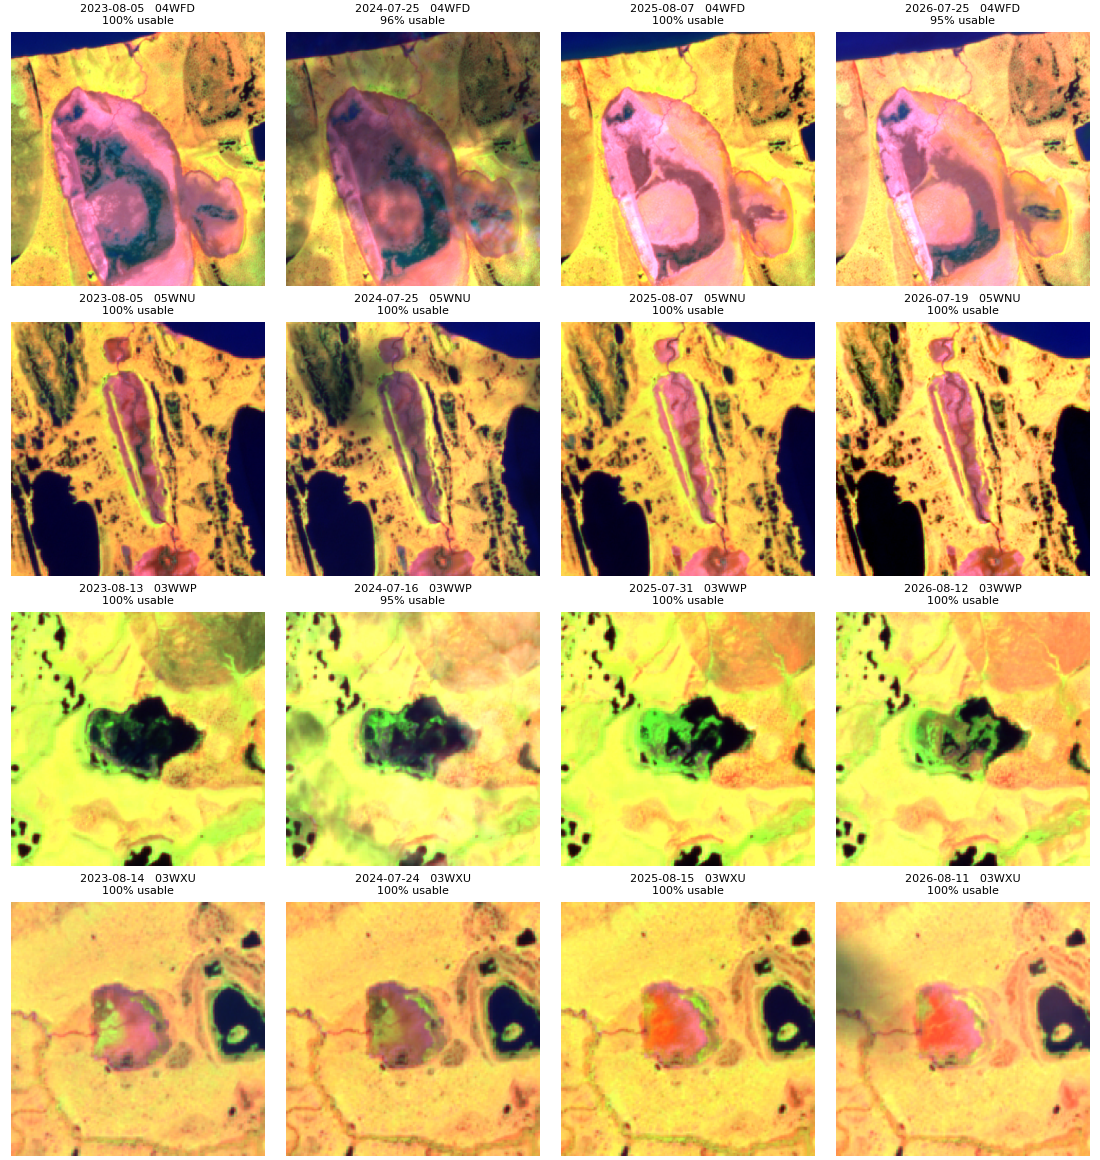 2023-08-05   04WFD
100% usable
2024-07-25   04WFD
96% usable
2025-08-07   04WFD
100% usable
2026-07-25   04WFD
95% usable
2023-08-05   05WNU
100% usable
2024-07-25   05WNU
100% usable
2025-08-07   05WNU
100% usable
2026-07-19   05WNU
100% usable
2023-08-13   03WWP
100% usable
2024-07-16   03WWP
95% usable
2025-07-31   03WWP
100% usable
2026-08-12   03WWP
100% usable
2023-08-14   03WXU
100% usable
2024-07-24   03WXU
100% usable
2025-08-15   03WXU
100% usable
2026-08-11   03WXU
100% usable